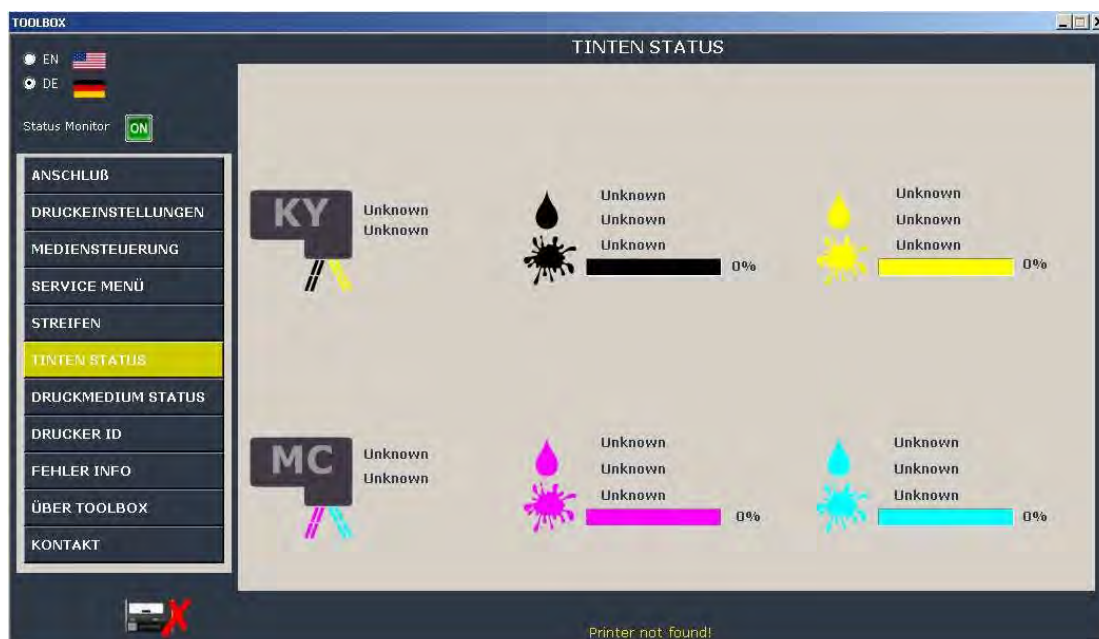 TOOLBOX
EN
DE
Status Monitor
ON
ANSCHLUß
DRUCKEINSTELLUNGEN
MEDIENSTEUERUNG
SERVICE MENÜ
STREIFEN
TINTEN STATUS
DRUCKMEDIUM STATUS
DRUCKER ID
FEHLER INFO
ÜBER TOOLBOX
KONTAKT
TINTEN STATUS
KY
Unknown
Unknown
Unknown
Unknown
Unknown
0%
Unknown
Unknown
Unknown
0%
MC
Unknown
Unknown
Unknown
Unknown
Unknown
0%
Unknown
Unknown
Unknown
0%
Printer not found!